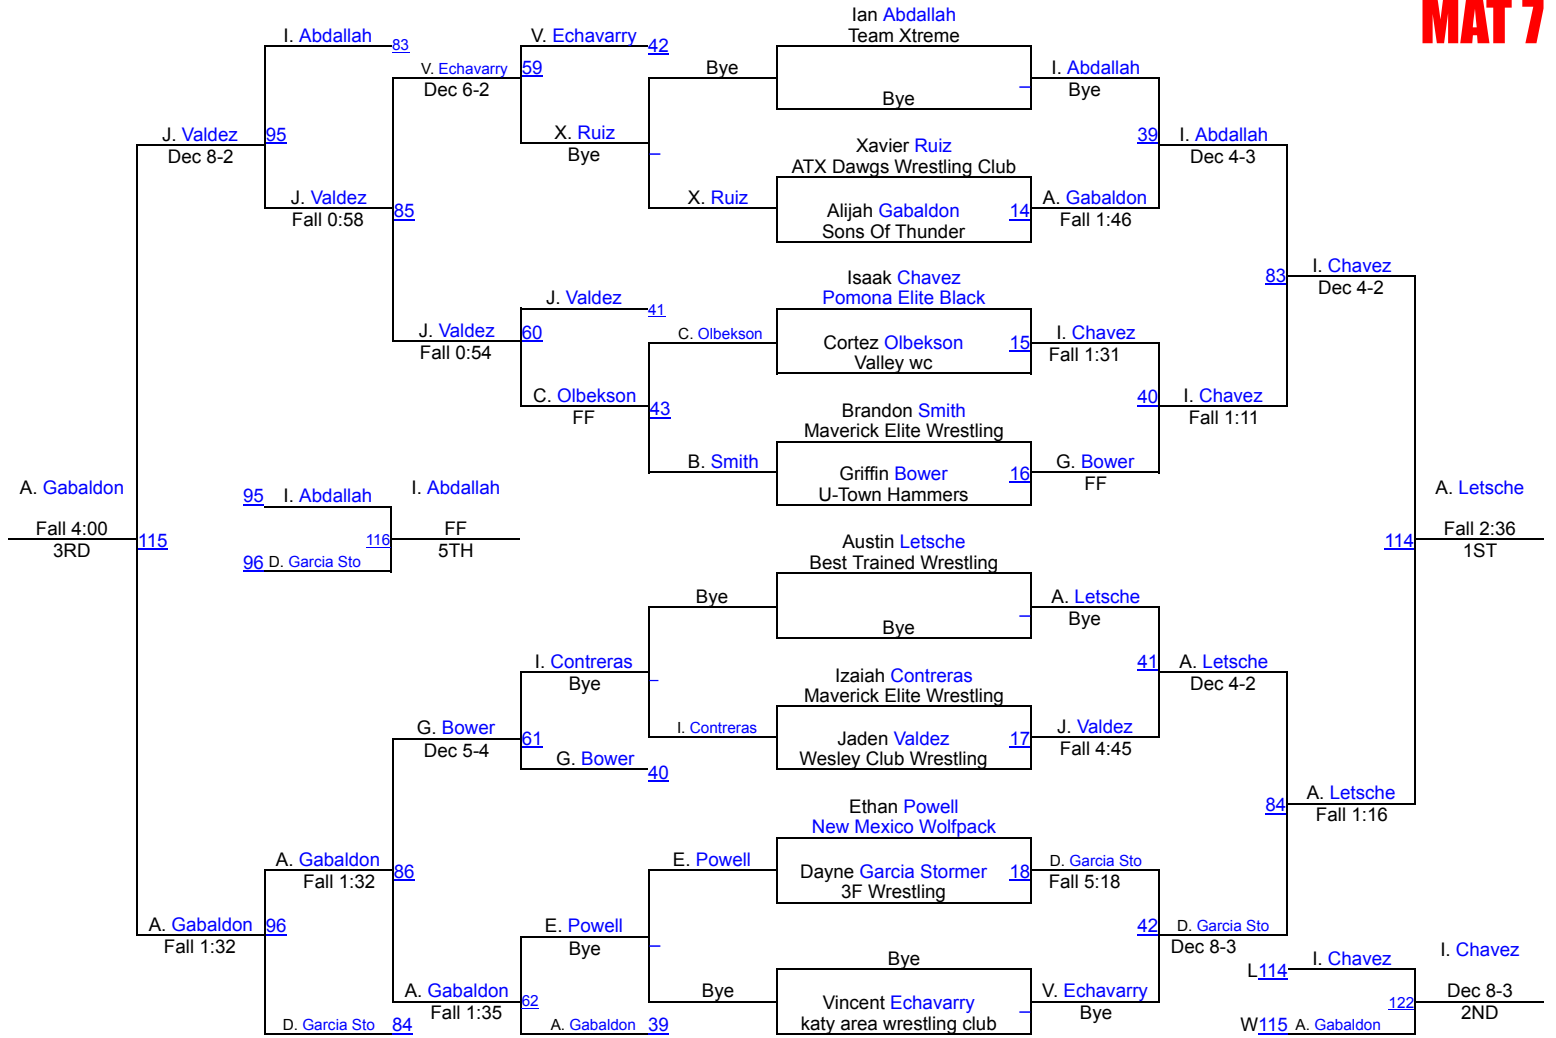 MAT 7
Ian Abdallah
Team Xtreme
I. Abdallah
83
V. Echavarry
42
V. Echavarry
59
Dec 6-2
Bye
Bye
I. Abdallah
Bye
J. Valdez
95
Dec 8-2
X. Ruiz
Bye
Xavier Ruiz
ATX Dawgs Wrestling Club
39
I. Abdallah
Dec 4-3
J. Valdez
85
Fall 0:58
X. Ruiz
Alijah Gabaldon
14
Sons Of Thunder
A. Gabaldon
Fall 1:46
Isaak Chavez
Pomona Elite Black
83
I. Chavez
Dec 4-2
J. Valdez
41
J. Valdez
60
Fall 0:54
C. Olbekson
Cortez Olbekson
15
Valley wc
I. Chavez
Fall 1:31
C. Olbekson
43
FF
Brandon Smith
Maverick Elite Wrestling
40
I. Chavez
Fall 1:11
B. Smith
Griffin Bower
16
U-Town Hammers
G. Bower
FF
A. Gabaldon
Fall 4:00
3RD
115
95
I. Abdallah
I. Abdallah
116
FF
5TH
96
D. Garcia Sto
Austin Letsche
Best Trained Wrestling
114
A. Letsche
Fall 2:36
1ST
Bye
Bye
A. Letsche
Bye
I. Contreras
Bye
Izaiah Contreras
Maverick Elite Wrestling
41
A. Letsche
Dec 4-2
G. Bower
61
Dec 5-4
I. Contreras
Jaden Valdez
17
Wesley Club Wrestling
J. Valdez
Fall 4:45
G. Bower
40
Ethan Powell
New Mexico Wolfpack
84
A. Letsche
Fall 1:16
A. Gabaldon
86
Fall 1:32
E. Powell
Dayne Garcia Stormer
18
3F Wrestling
D. Garcia Sto
Fall 5:18
A. Gabaldon
96
Fall 1:32
E. Powell
Bye
42
D. Garcia Sto
Dec 8-3
Bye
L114
I. Chavez
I. Chavez
A. Gabaldon
62
Fall 1:35
Bye
Vincent Echavarry
katy area wrestling club
V. Echavarry
Bye
122
Dec 8-3
2ND
D. Garcia Sto
84
A. Gabaldon
39
W115
A. Gabaldon